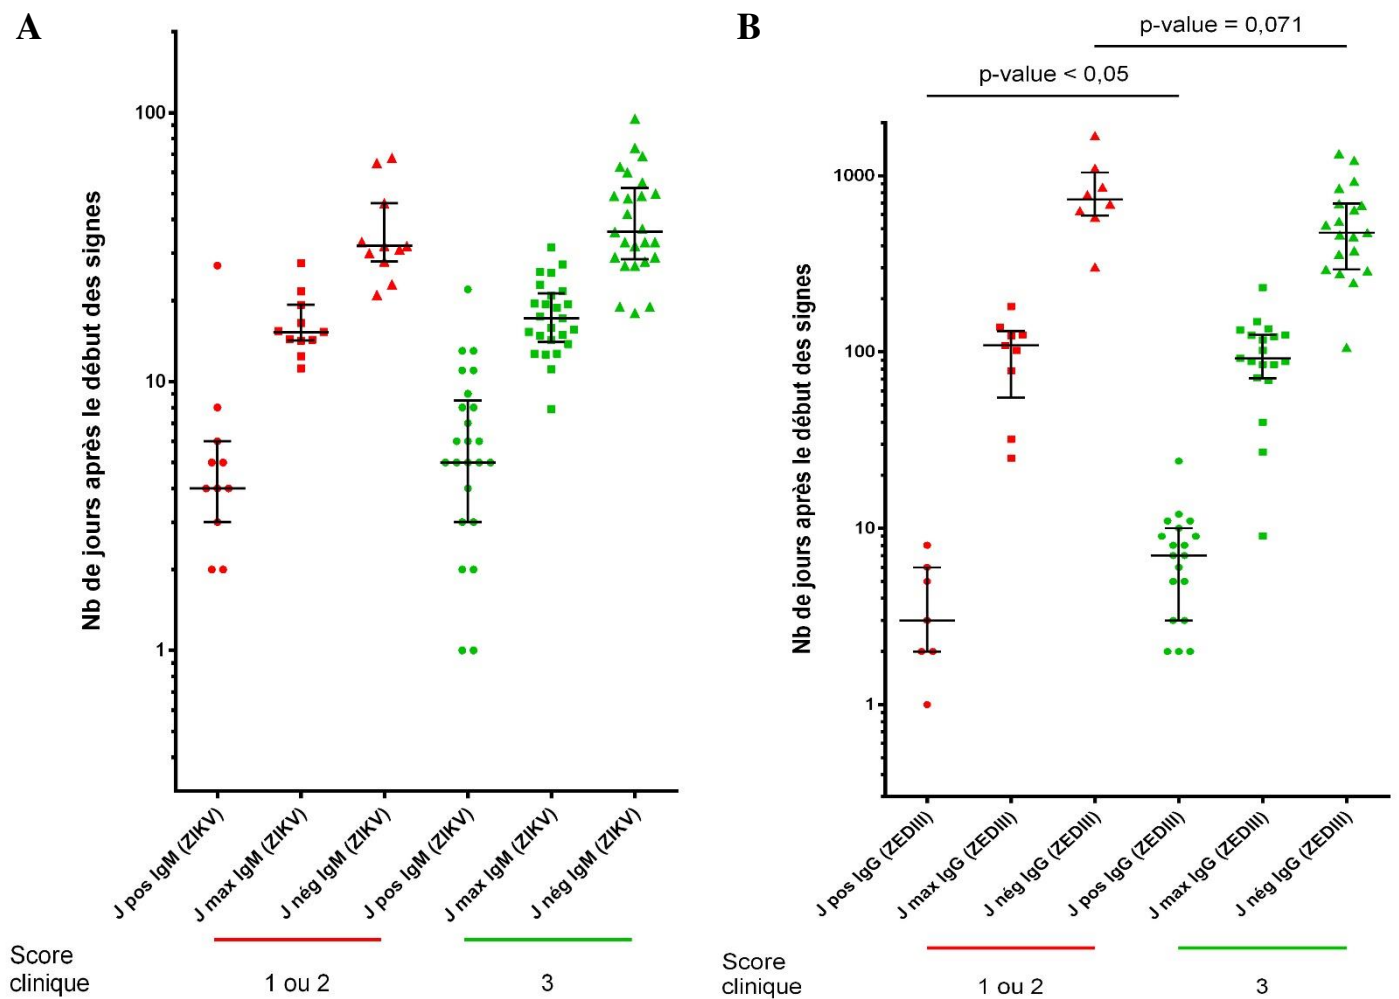 A
Nb de jours après le début des signes
100
10
1
J pos IgM (ZIKV)
J max IgM (ZIKV)
J nég IgM (ZIKV)
J pos IgM (ZIKV)
J max IgM (ZIKV)
J nég IgM (ZIKV)
Score
clinique
1 ou 2
3
B
p-value = 0,071
p-value < 0,05
Nb de jours après le début des signes
1000
100
10
1
J pos IgG (ZEDIII)
J max IgG (ZEDIII)
J nég IgG (ZEDIII)
J pos IgG (ZEDIII)
J max IgG (ZEDIII)
J nég IgG (ZEDIII)
Score
clinique
1 ou 2
3